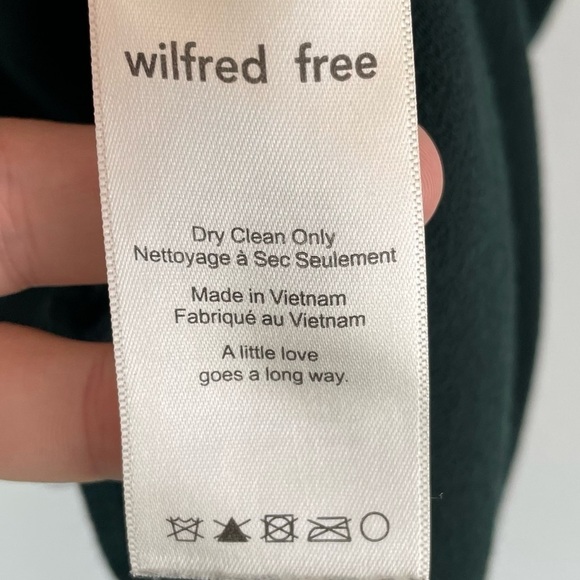 wilfred free
Dry Clean Only
Nettoyage à Sec Seulement
Made in Vietnam
Fabriqué au Vietnam
A little love
goes a long way.